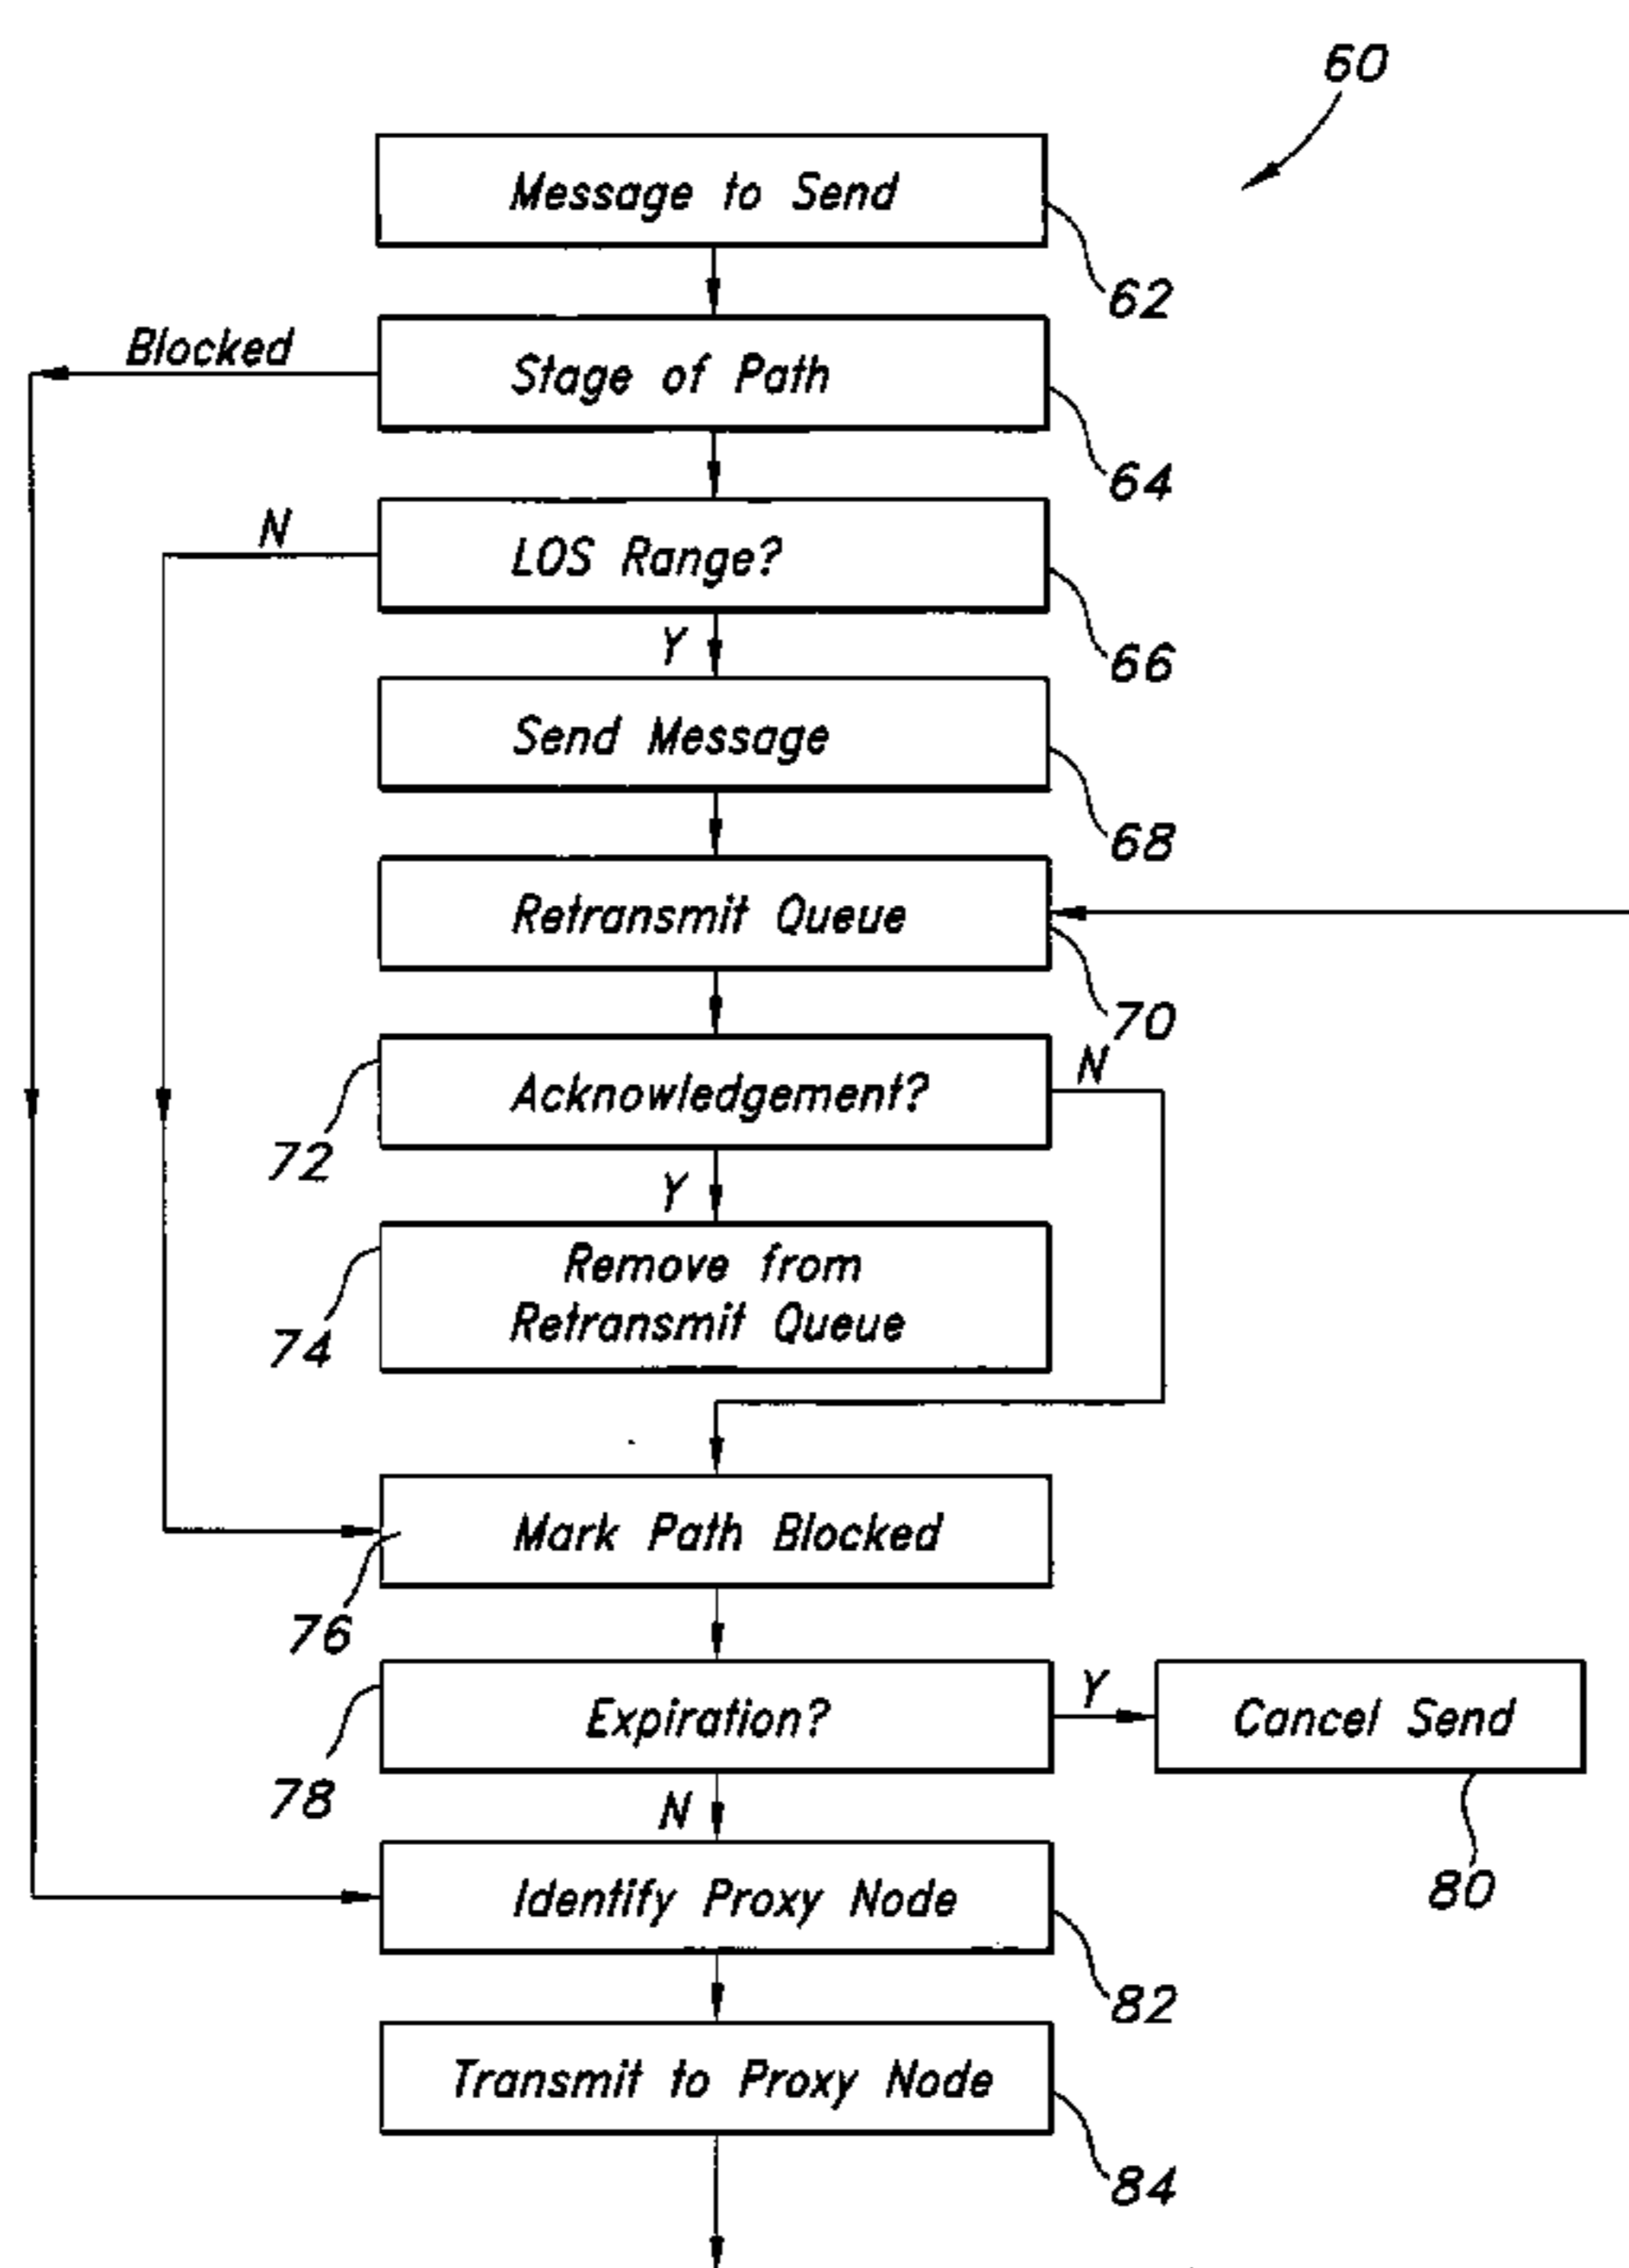 60
Message to Send
62
Blocked
Stage of Path
64
N
LOS Range?
66
Y
Send Message
68
Retransmit Queue
70
Acknowledgement?
N
72
Y
Remove from
Retransmit Queue
74
Mark Path Blocked
76
Expiration?
Y
Cancel Send
78
N
80
Identify Proxy Node
82
Transmit to Proxy Node
84